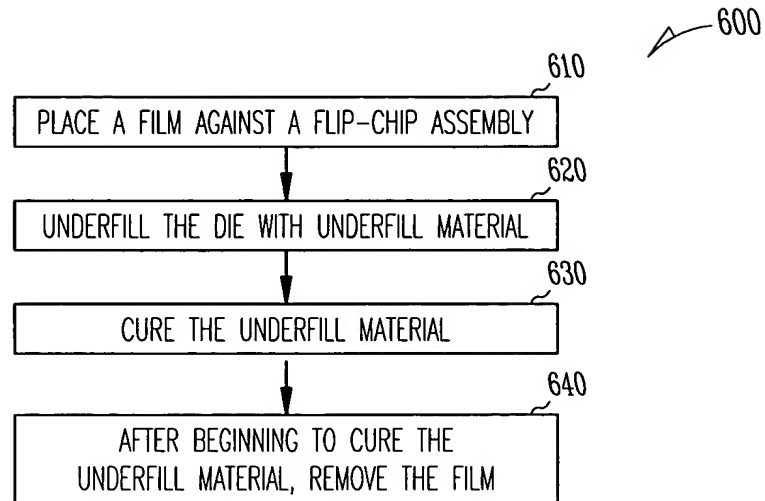 600
610
PLACE A FILM AGAINST A FLIP-CHIP ASSEMBLY
620
UNDERFILL THE DIE WITH UNDERFILL MATERIAL
630
CURE THE UNDERFILL MATERIAL
640
AFTER BEGINNING TO CURE THE
UNDERFILL MATERIAL, REMOVE THE FILM